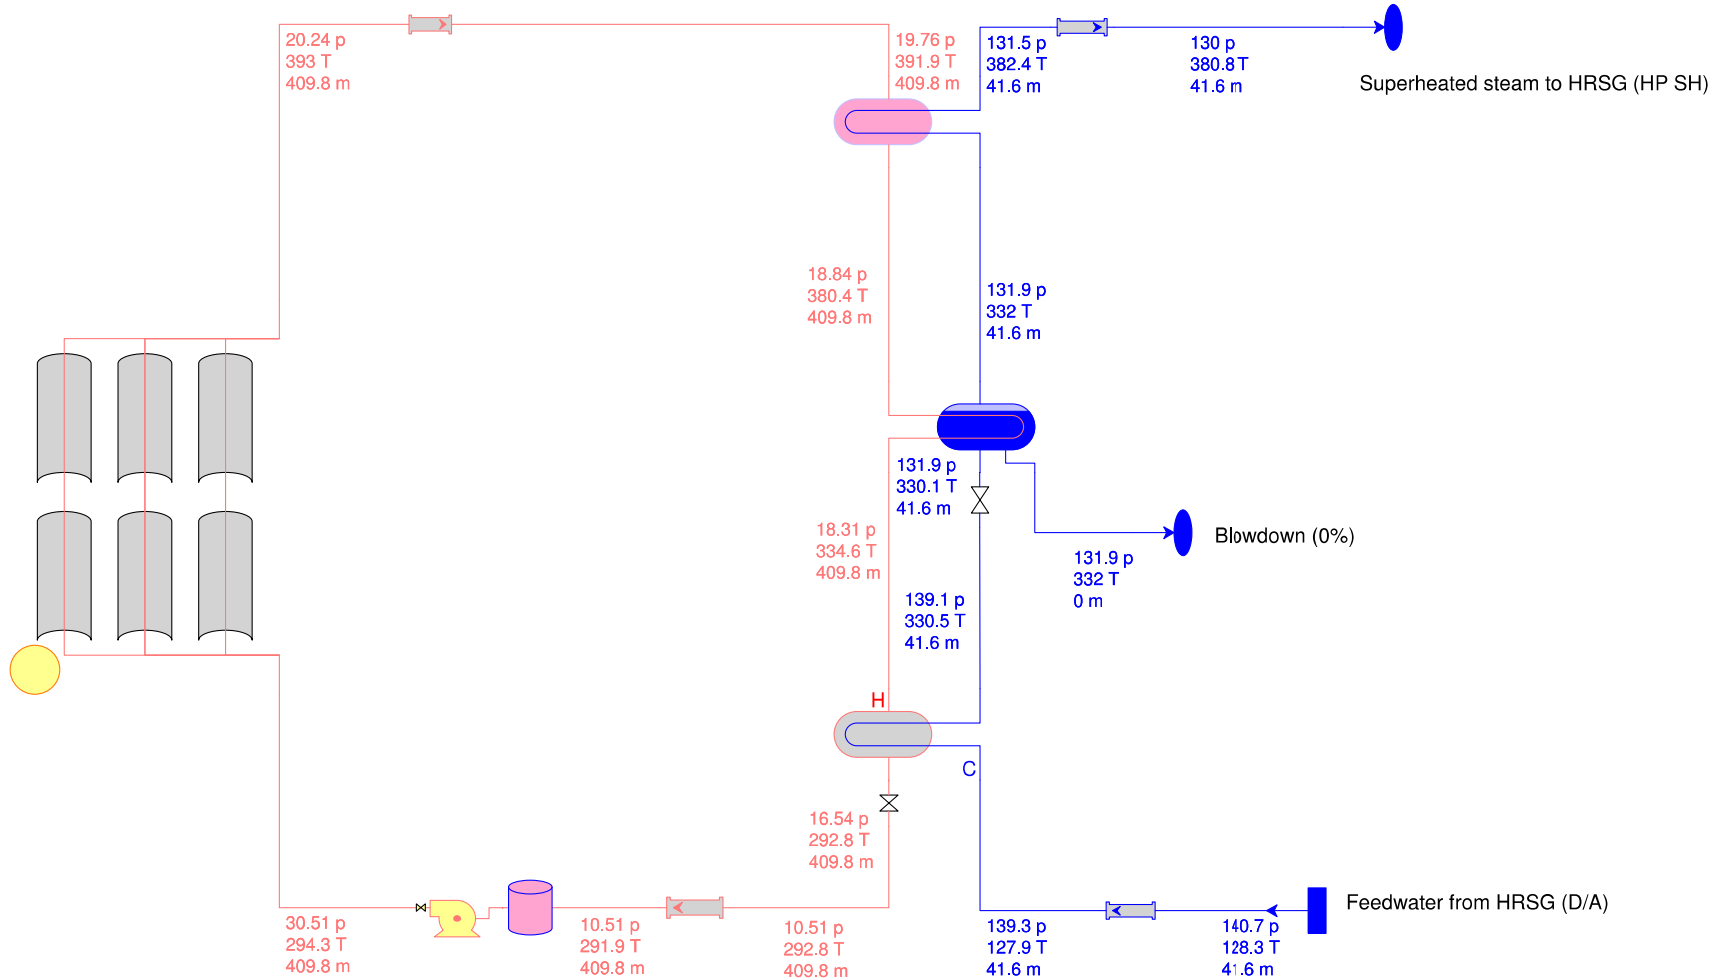 20.24 p
393 T
409.8 m
19.76 p
391.9 T
409.8 m
131.5 p
382.4 T
41.6 m
130 p
380.8 T
41.6 m
Superheated steam to HRSG (HP SH)
18.84 p
380.4 T
409.8 m
131.9 p
332 T
41.6 m
131.9 p
330.1 T
41.6 m
18.31 p
334.6 T
409.8 m
Blowdown (0%)
131.9 p
332 T
0 m
139.1 p
330.5 T
41.6 m
H
C
16.54 p
292.8 T
409.8 m
Feedwater from HRSG (D/A)
30.51 p
294.3 T
409.8 m
10.51 p
291.9 T
409.8 m
10.51 p
292.8 T
409.8 m
139.3 p
127.9 T
41.6 m
140.7 p
128.3 T
41.6 m